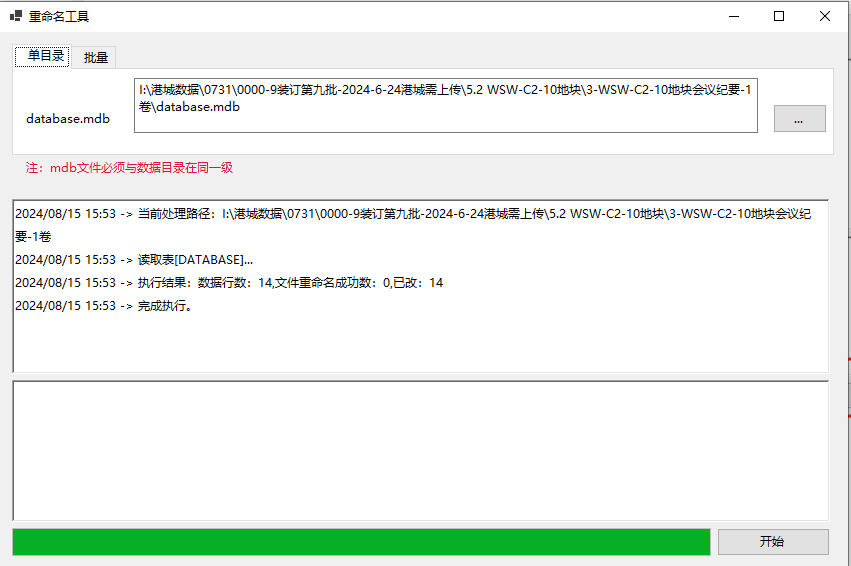 重命名工具
单目录 批量
database.mdb
I:\港城数据\0731\0000-9装订第九批-2024-6-24港城需上传\5.2 WSW-C2-10地块\3-WSW-C2-10地块会议纪要-1
卷\database.mdb
...
注：mdb文件必须与数据目录在同一级
2024/08/15 15:53 -> 当前处理路径：I:\港城数据\0731\0000-9装订第九批-2024-6-24港城需上传\5.2 WSW-C2-10地块\3-WSW-C2-10地块会议纪
要-1卷
2024/08/15 15:53 -> 读取表[DATABASE]...
2024/08/15 15:53 -> 执行结果：数据行数：14,文件重命名成功数：0,已改：14
2024/08/15 15:53 -> 完成执行。
开始